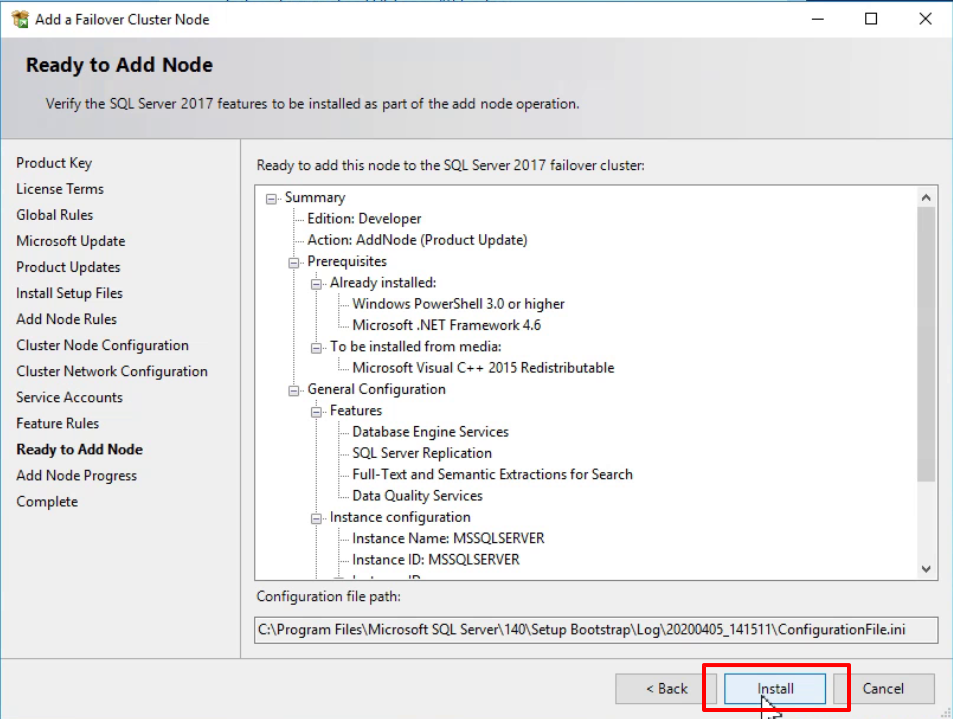 Add a Failover Cluster Node
Ready to Add Node
Verify the SQL Server 2017 features to be installed as part of the add node operation.
Product Key
License Terms
Global Rules
Microsoft Update
Product Updates
Install Setup Files
Add Node Rules
Cluster Node Configuration
Cluster Network Configuration
Service Accounts
Feature Rules
Ready to Add Node
Add Node Progress
Complete
Ready to add this node to the SQL Server 2017 failover cluster:
Summary
Edition: Developer
Action: AddNode (Product Update)
Prerequisites
Already installed:
Windows PowerShell 3.0 or higher
Microsoft .NET Framework 4.6
To be installed from media:
Microsoft Visual C++ 2015 Redistributable
General Configuration
Features
Database Engine Services
SQL Server Replication
Full-Text and Semantic Extractions for Search
Data Quality Services
Instance configuration
Instance Name: MSSQLSERVER
Instance ID: MSSQLSERVER
Configuration file path:
C:\Program Files\Microsoft SQL Server\140\Setup Bootstrap\Log\20200405_141511\ConfigurationFile.ini
< Back
Install
Cancel